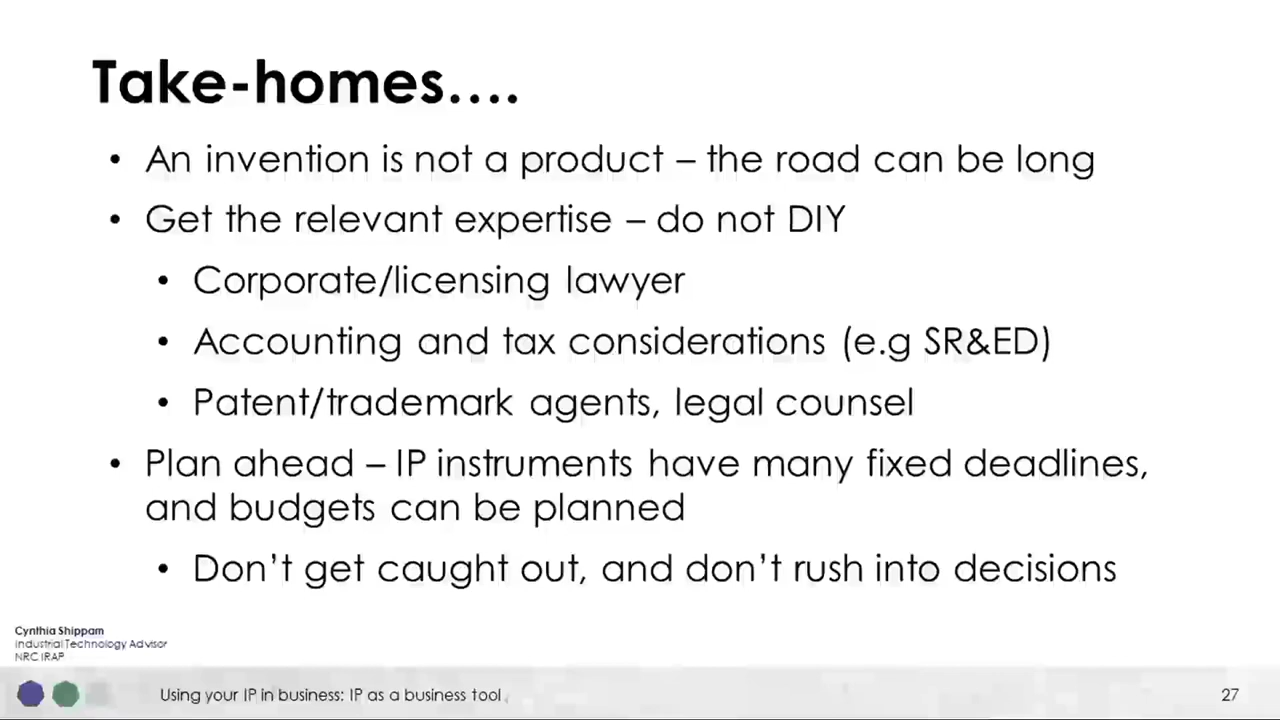 Take-homes….
• An invention is not a product – the road can be long
• Get the relevant expertise – do not DIY
• Corporate/licensing lawyer
• Accounting and tax considerations (e.g SR&ED)
• Patent/trademark agents, legal counsel
• Plan ahead – IP instruments have many fixed deadlines,
and budgets can be planned
• Don’t get caught out, and don’t rush into decisions
Cynthia Shippam
Industrial Technology Advisor
NRC IRAP
Using your IP in business: IP as a business tool
27